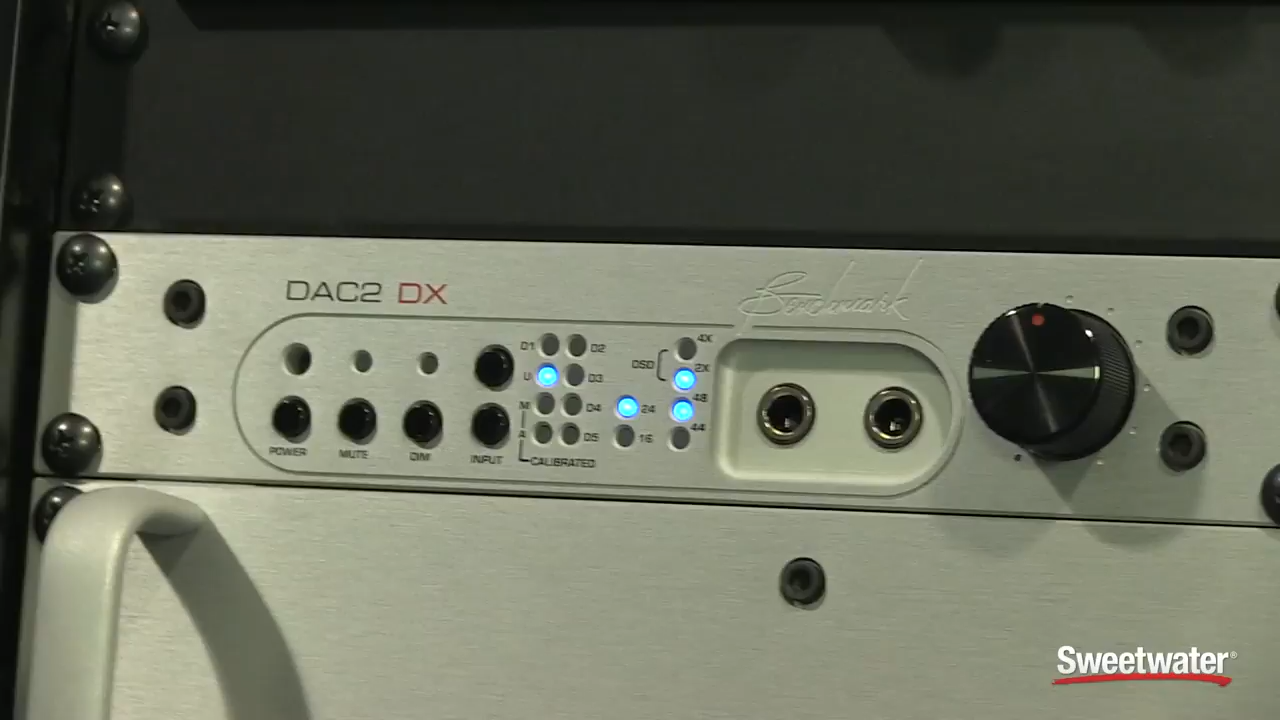 DAC2 DX
Benchmark
D1 D2
U D3
M D4
A D5
CALIBRATED
DSD
4X
2X
48
44
24
16
POWER MUTE DIM INPUT
Sweetwater®